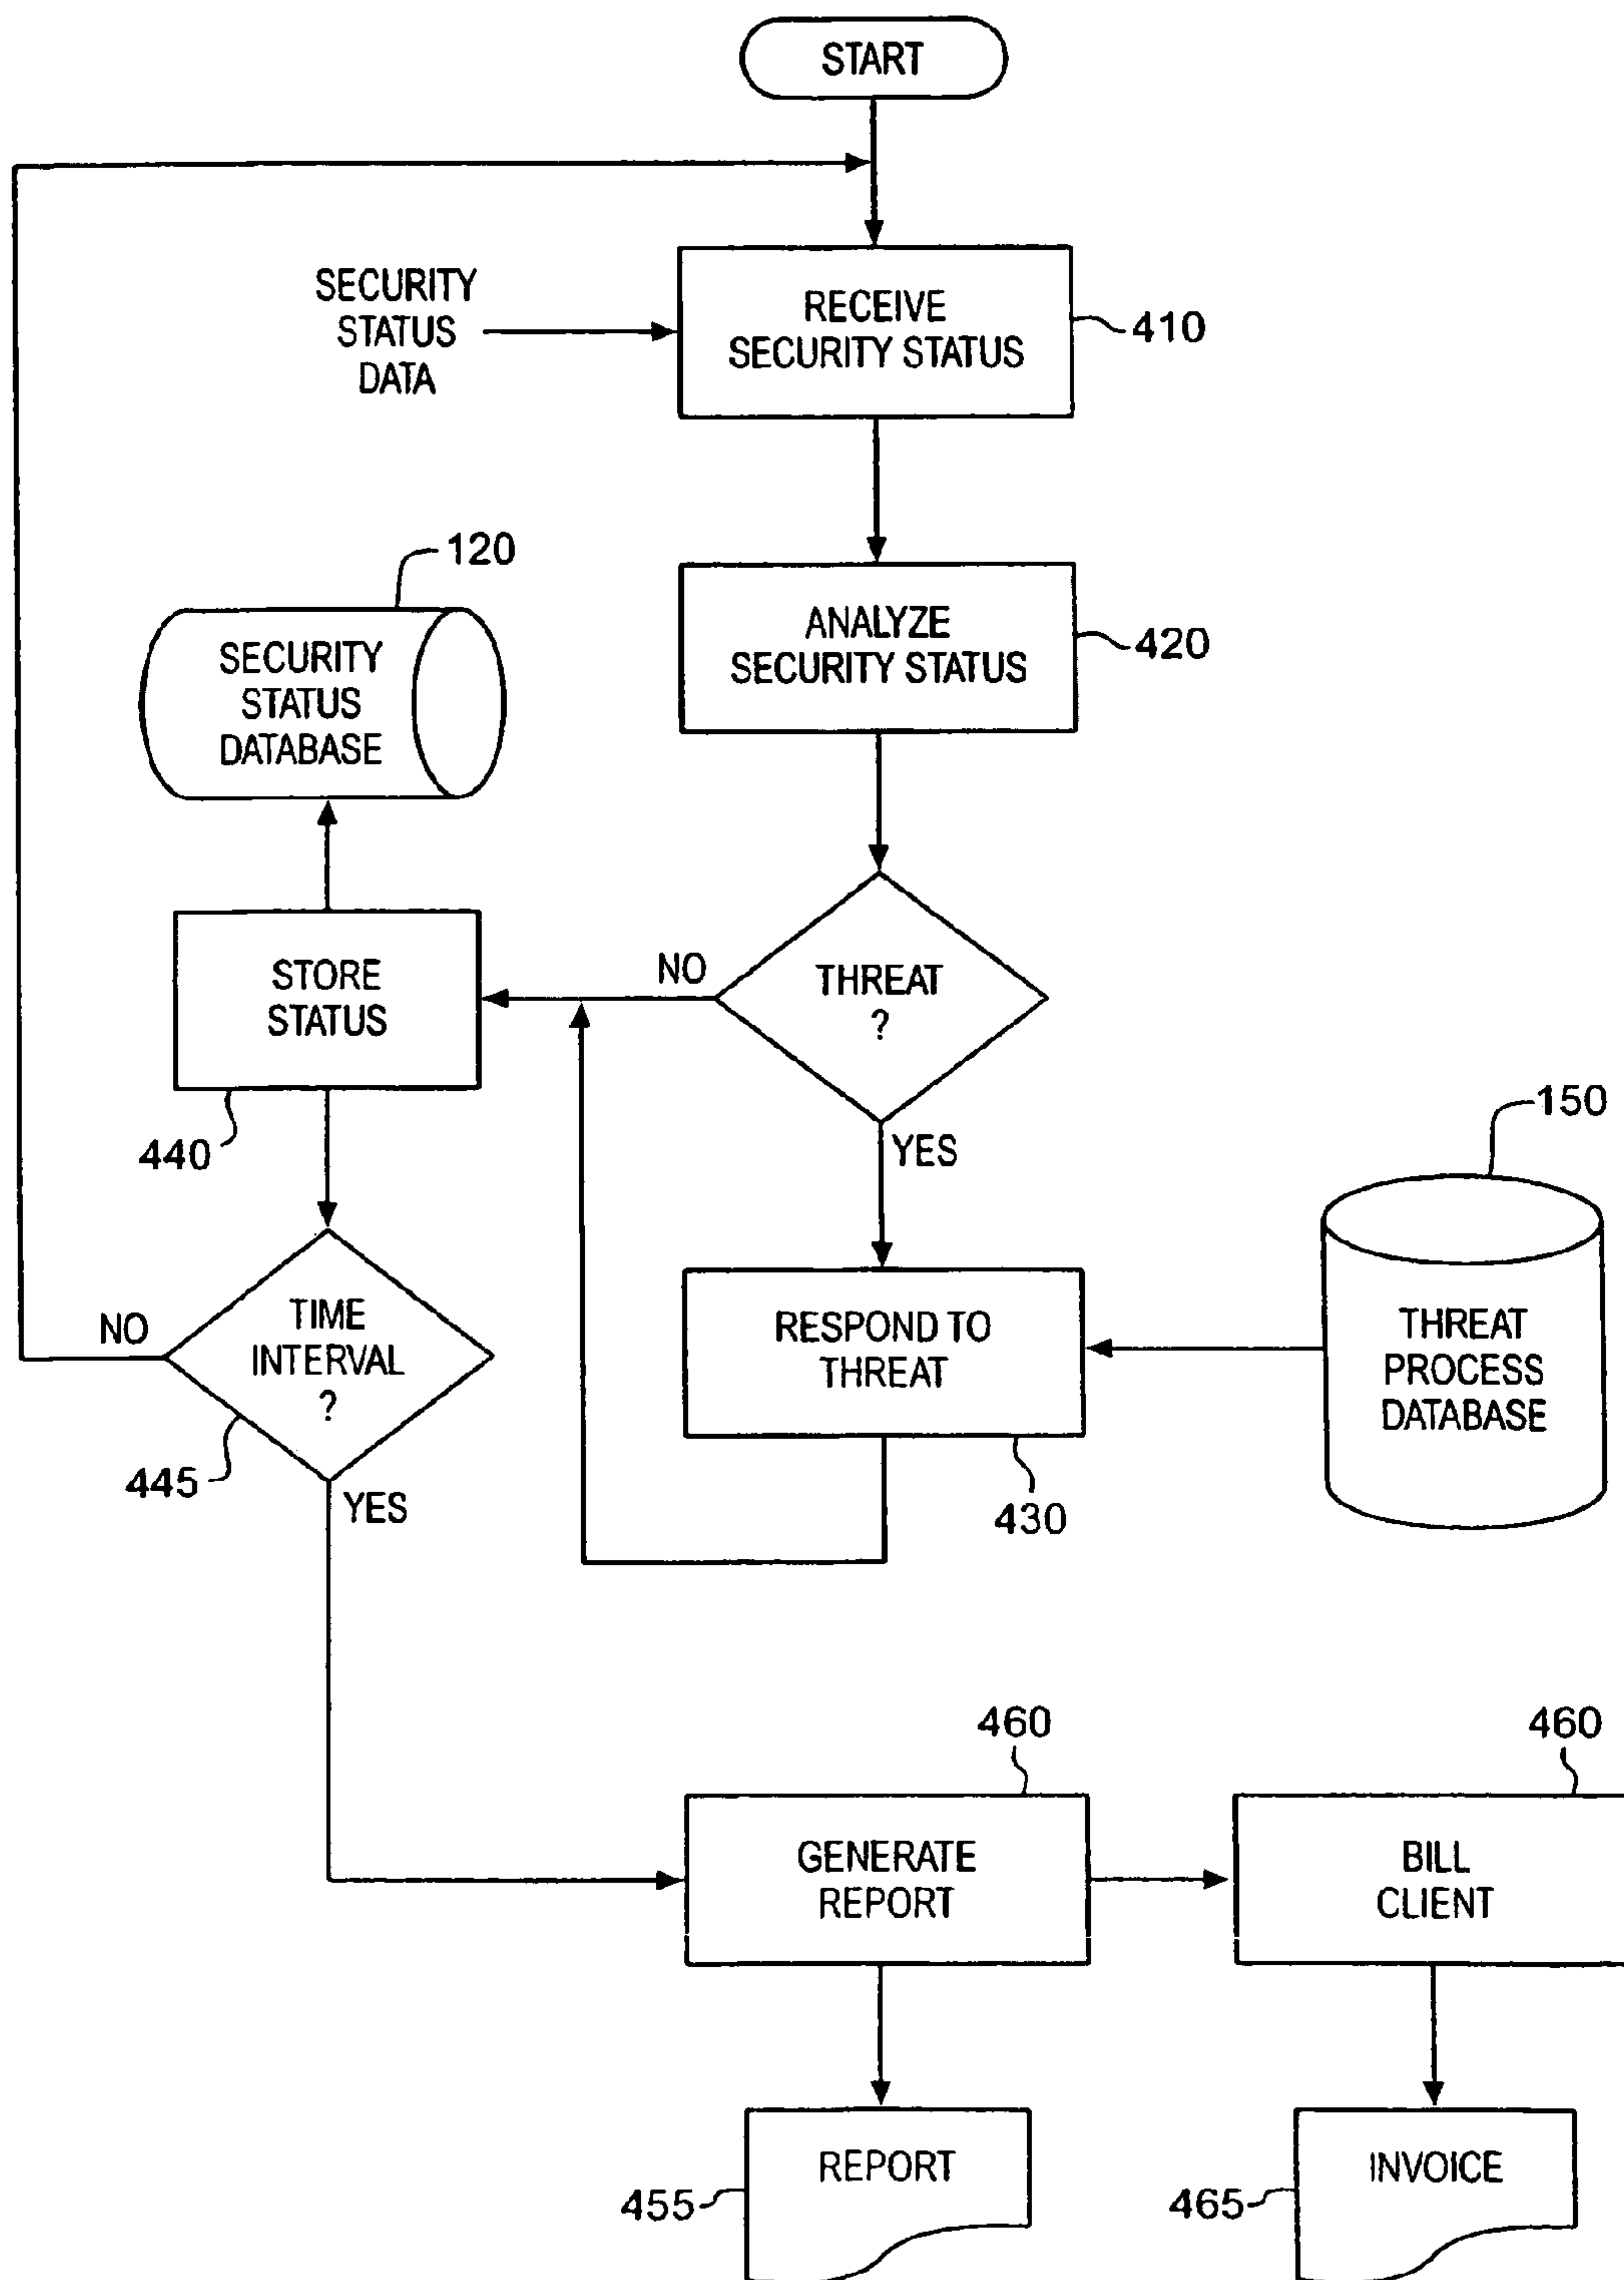 START
SECURITY
STATUS
DATA
RECEIVE
SECURITY STATUS
410
120
SECURITY
STATUS
DATABASE
ANALYZE
SECURITY STATUS
420
STORE
STATUS
440
NO
THREAT
?
YES
150
TIME
INTERVAL
?
NO
445
YES
RESPOND TO
THREAT
430
THREAT
PROCESS
DATABASE
460
GENERATE
REPORT
460
BILL
CLIENT
REPORT
455
INVOICE
465